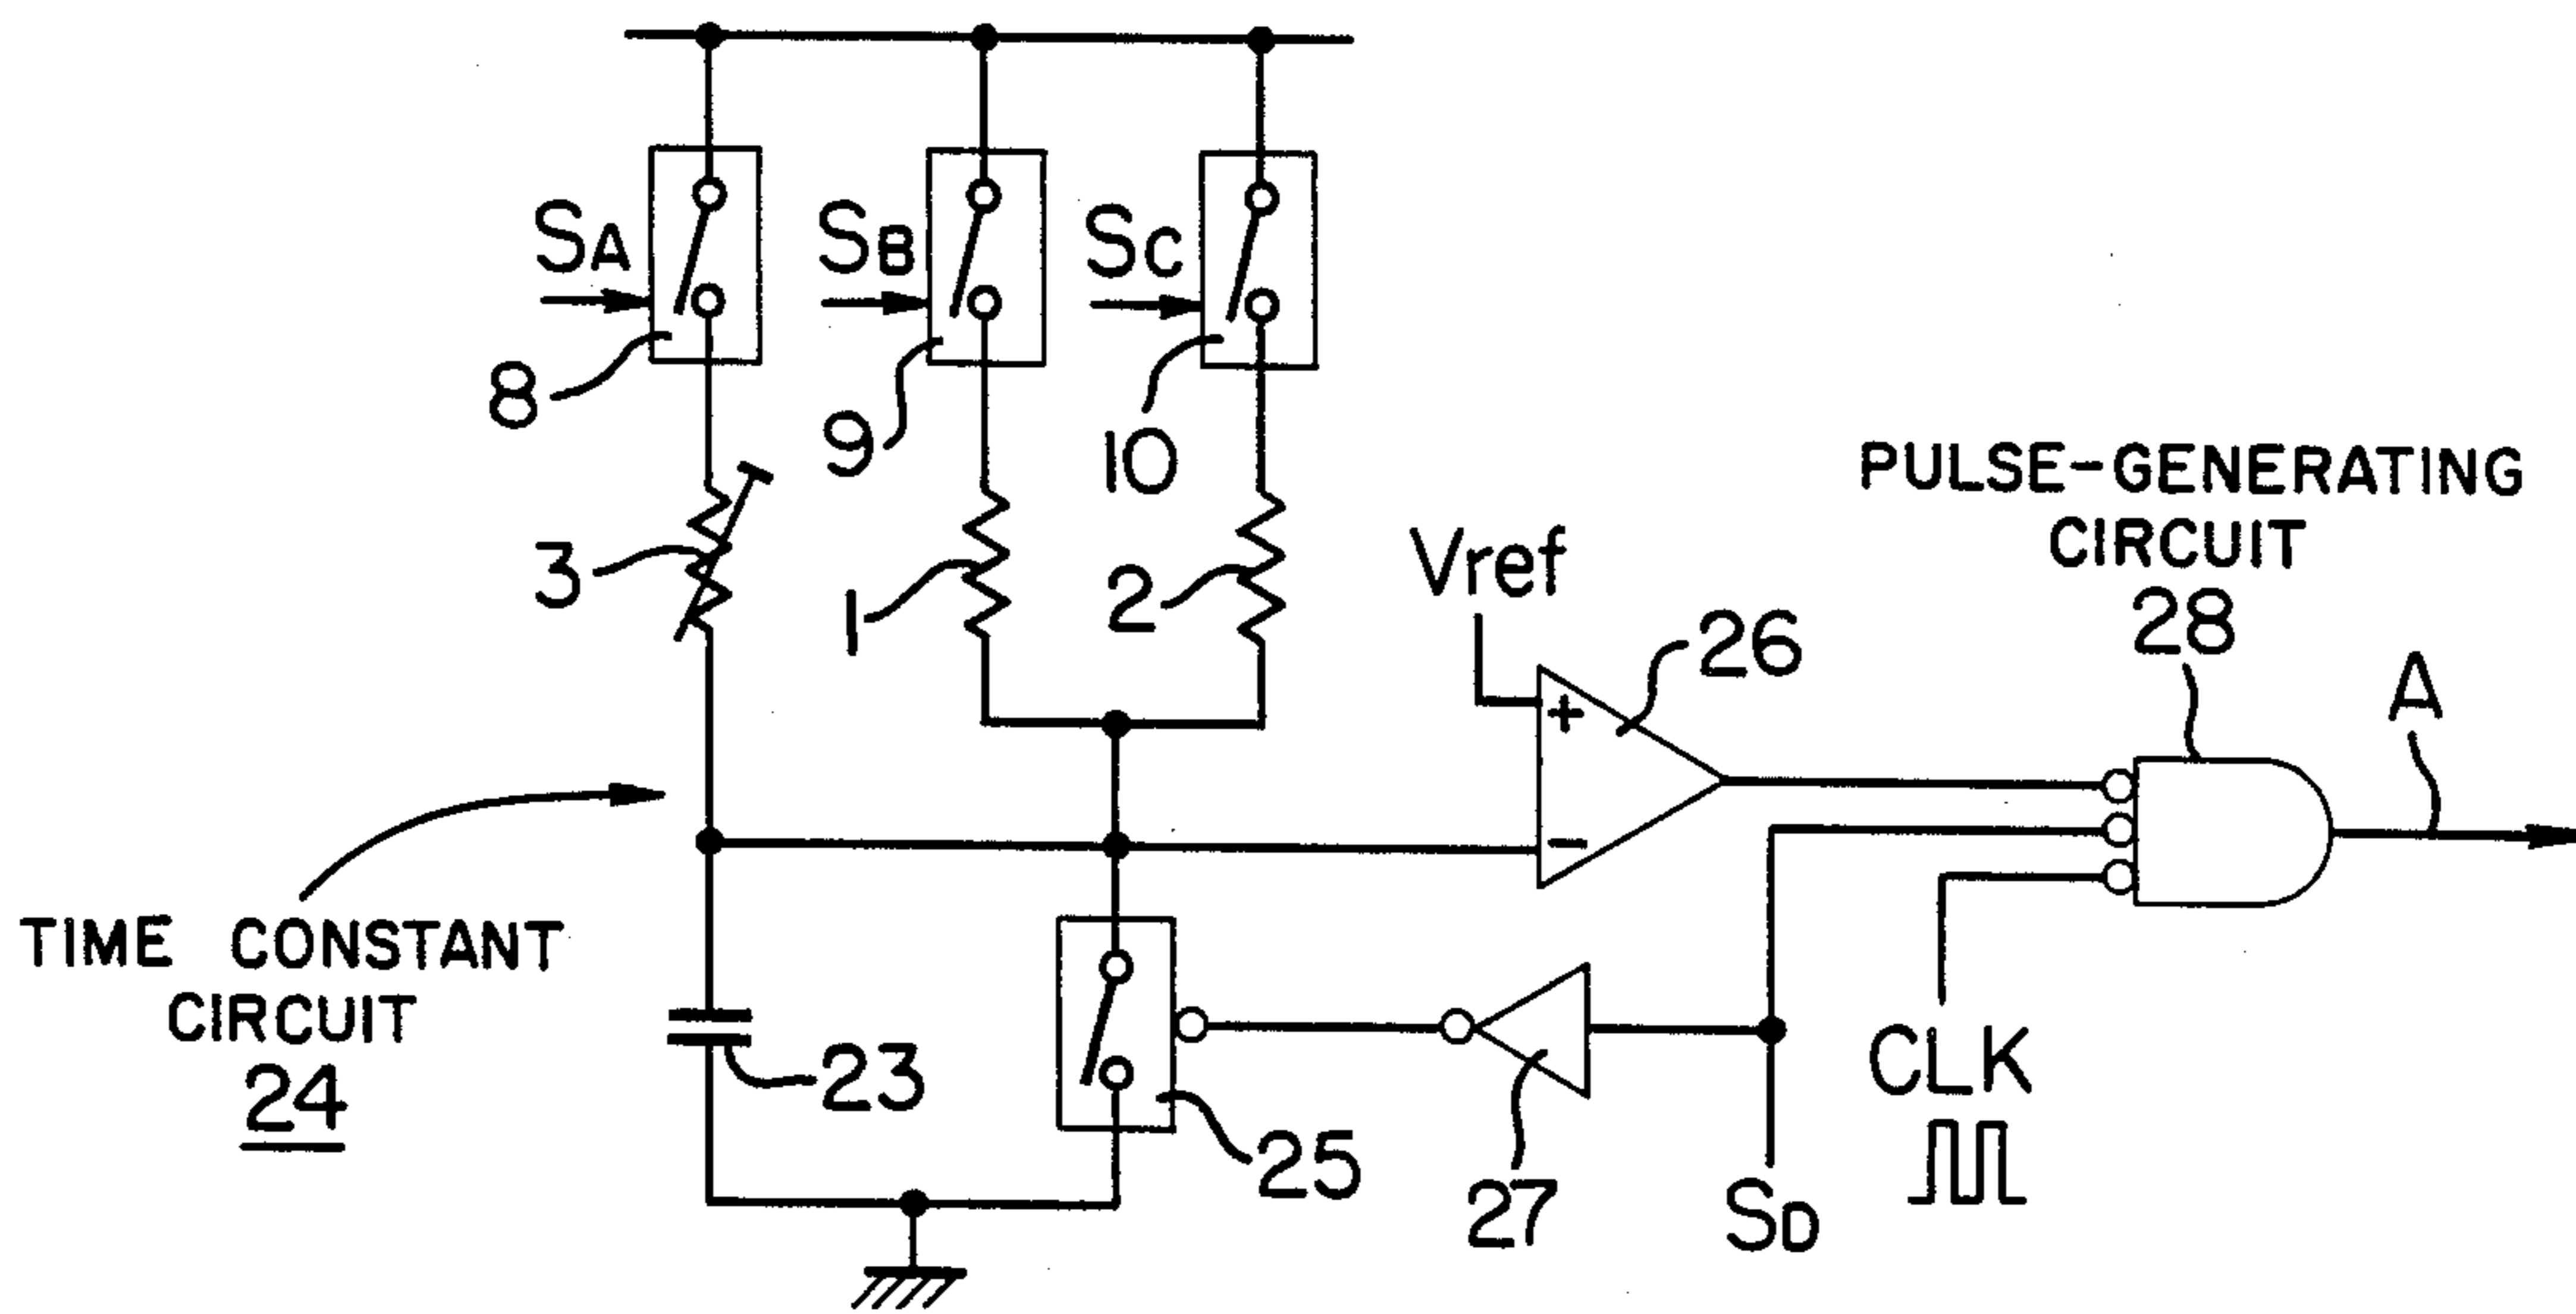 SA
SB
SC
8
9
10
3
1
2
Vref
26
PULSE-GENERATING
CIRCUIT
28
A
+
−
TIME CONSTANT
CIRCUIT
24
23
25
27
SD
CLK